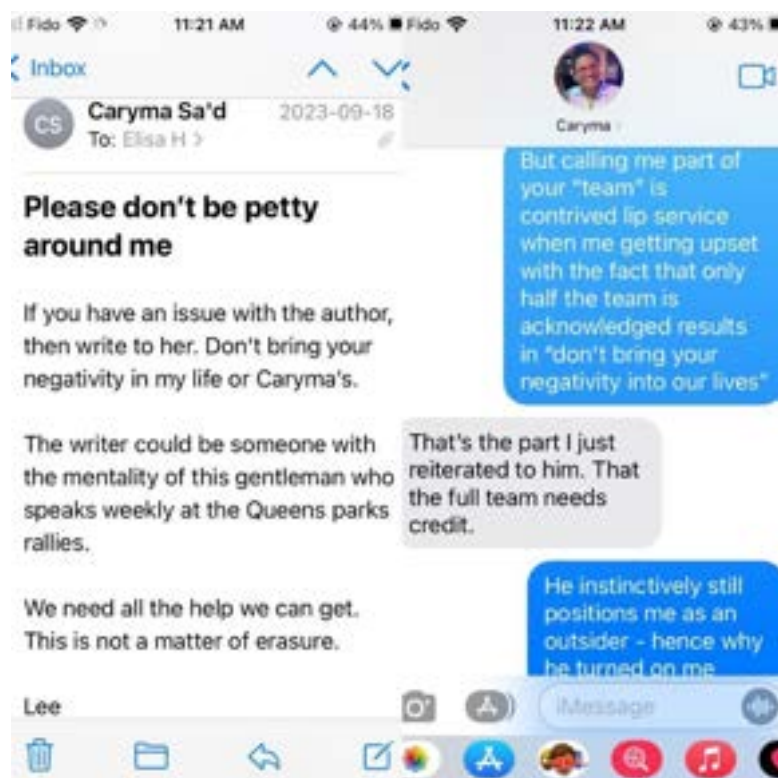 Fido
11:21 AM
44%
Inbox
CS
Caryma Sa'd
2023-09-18
To: Elisa H >
Please don't be petty
around me
If you have an issue with the author,
then write to her. Don't bring your
negativity in my life or Caryma's.
The writer could be someone with
the mentality of this gentleman who
speaks weekly at the Queens parks
rallies.
We need all the help we can get.
This is not a matter of erasure.
Lee
Fido
11:22 AM
43%
Caryma >
But calling me part of
your "team" is
contrived lip service
when me getting upset
with the fact that only
half the team is
acknowledged results
in "don't bring your
negativity into our lives"
That's the part I just
reiterated to him. That
the full team needs
credit.
He instinctively still
positions me as an
outsider - hence why
he turned on me
iMessage